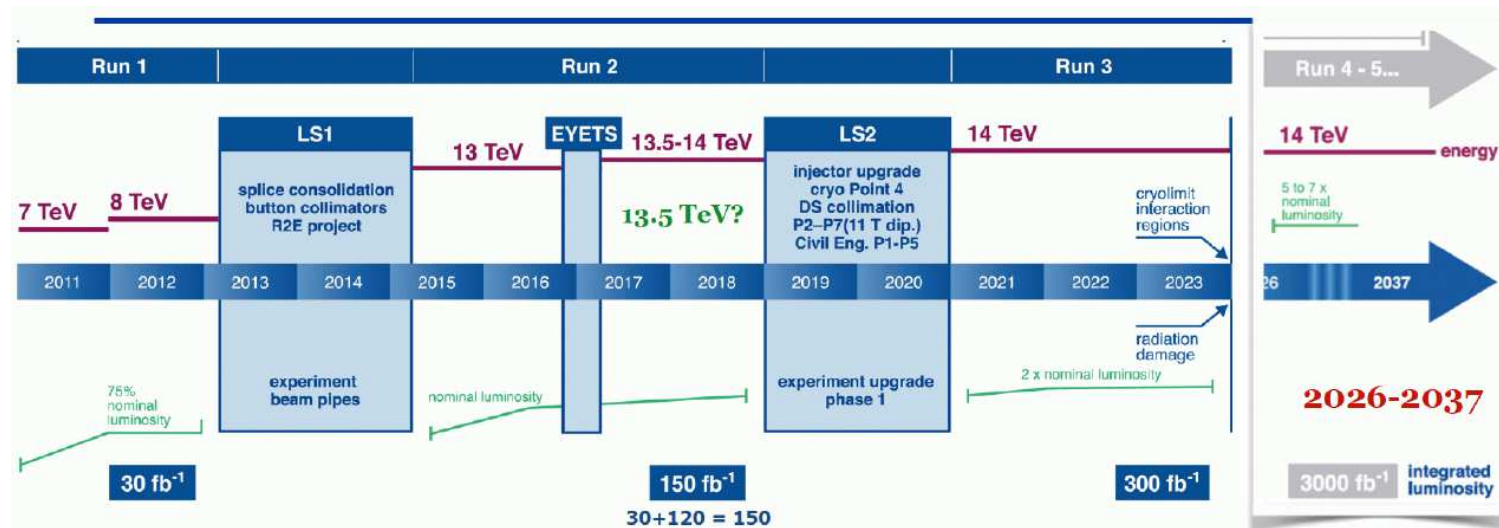 Run 1
Run 2
Run 3
Run 4 - 5...
LS1
splice consolidation
button collimators
R2E project
EYETS
LS2
injector upgrade
cryo Point 4
DS collimation
P2–P7(11 T dip.)
Civil Eng. P1-P5
7 TeV
8 TeV
13 TeV
13.5-14 TeV
13.5 TeV?
14 TeV
14 TeV
energy
cryolimit
interaction
regions
5 to 7 x
nominal
luminosity
2011
2012
2013
2014
2015
2016
2017
2018
2019
2020
2021
2022
2023
26
2037
75%
nominal
luminosity
experiment
beam pipes
nominal luminosity
experiment upgrade
phase 1
2 x nominal luminosity
radiation
damage
2026-2037
30 fb⁻¹
150 fb⁻¹
30+120 = 150
300 fb⁻¹
3000 fb⁻¹
integrated
luminosity